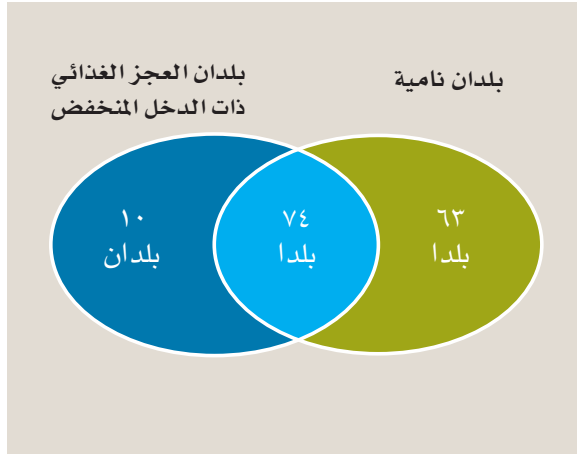 بلدان نامية
بلدان العجز الغذائي
ذات الدخل المنخفض
٦٣
بلدا
٧٤
بلدا
١٠
بلدان